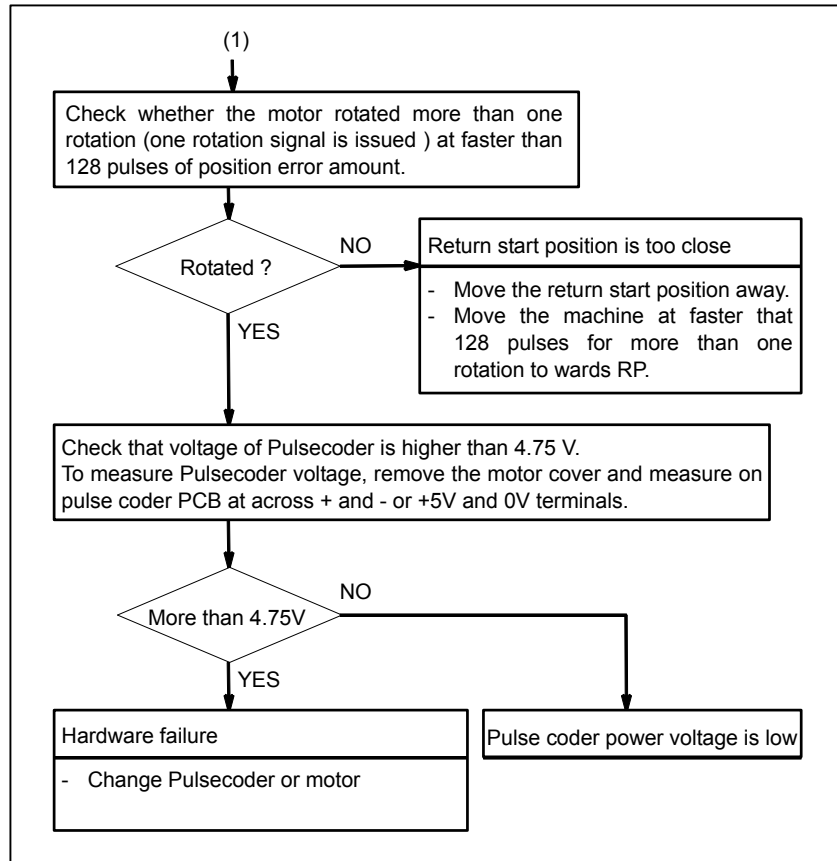 (1)
Check whether the motor rotated more than one
rotation (one rotation signal is issued ) at faster than
128 pulses of position error amount.
Rotated ?
NO
Return start position is too close
- Move the return start position away.
- Move the machine at faster that
128 pulses for more than one
rotation to wards RP.
YES
Check that voltage of Pulsecoder is higher than 4.75 V.
To measure Pulsecoder voltage, remove the motor cover and measure on
pulse coder PCB at across + and - or +5V and 0V terminals.
More than 4.75V
NO
YES
Hardware failure
- Change Pulsecoder or motor
Pulse coder power voltage is low